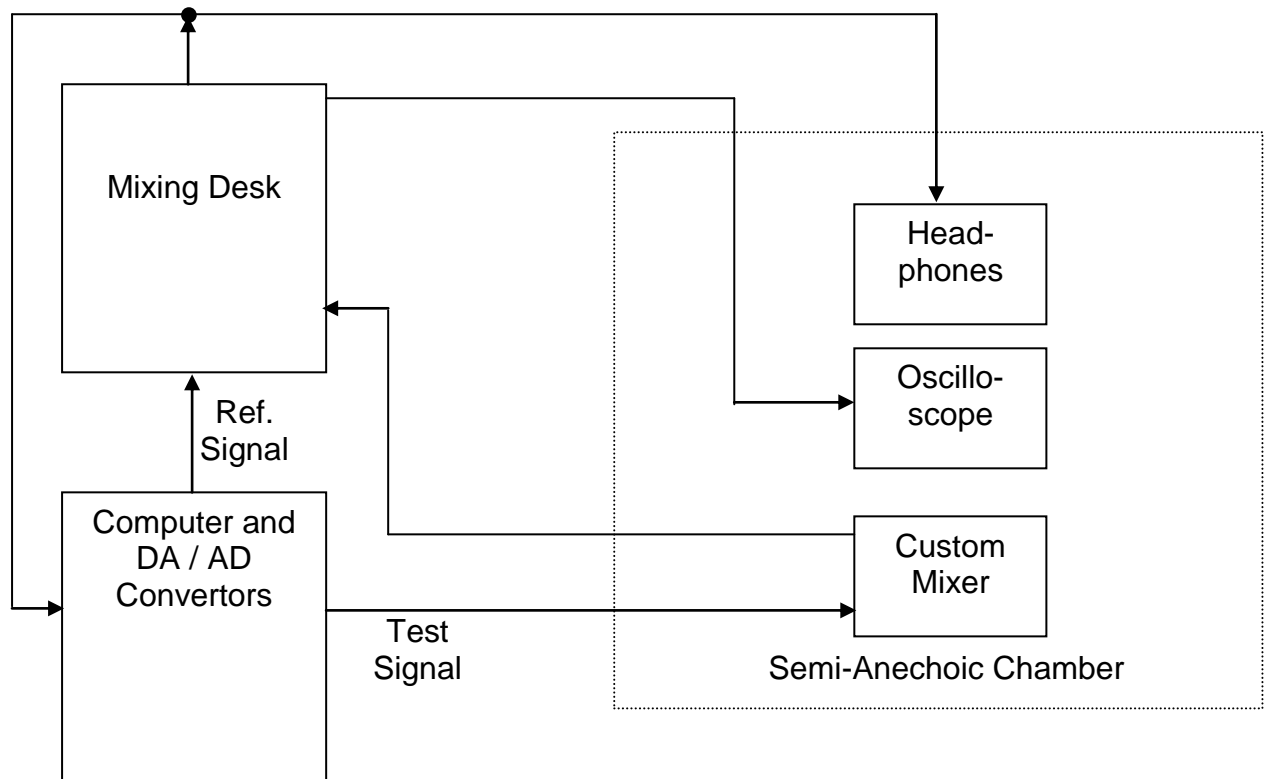 Mixing Desk
Head-
phones
Oscillo-
scope
Ref.
Signal
Computer and
DA / AD
Convertors
Custom
Mixer
Test
Signal
Semi-Anechoic Chamber